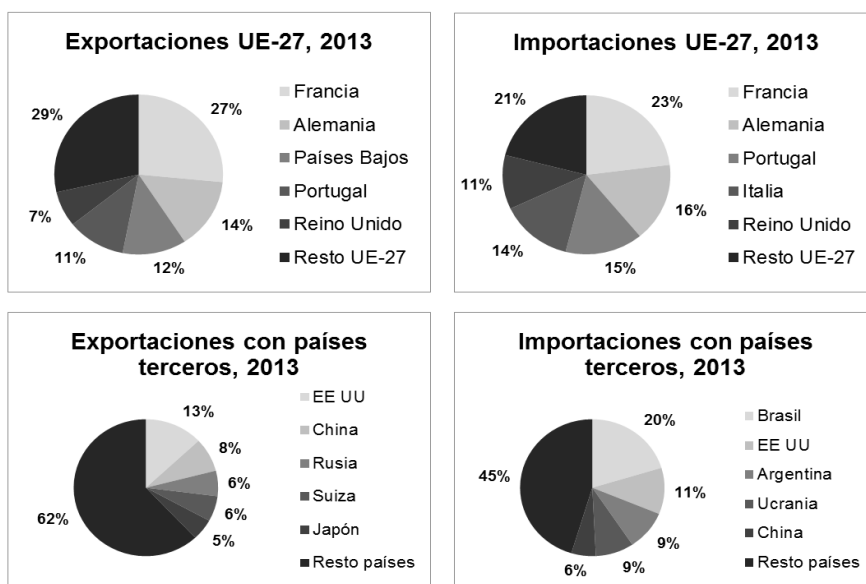 Exportaciones UE-27, 2013
29%
27%
7%
14%
11%
12%
Francia
Alemania
Países Bajos
Portugal
Reino Unido
Resto UE-27
Importaciones UE-27, 2013
21%
23%
11%
16%
14%
15%
Francia
Alemania
Portugal
Italia
Reino Unido
Resto UE-27
Exportaciones con países
terceros, 2013
13%
8%
6%
62%
6%
5%
EE UU
China
Rusia
Suiza
Japón
Resto países
Importaciones con países
terceros, 2013
20%
45%
11%
9%
6%
9%
Brasil
EE UU
Argentina
Ucrania
China
Resto países